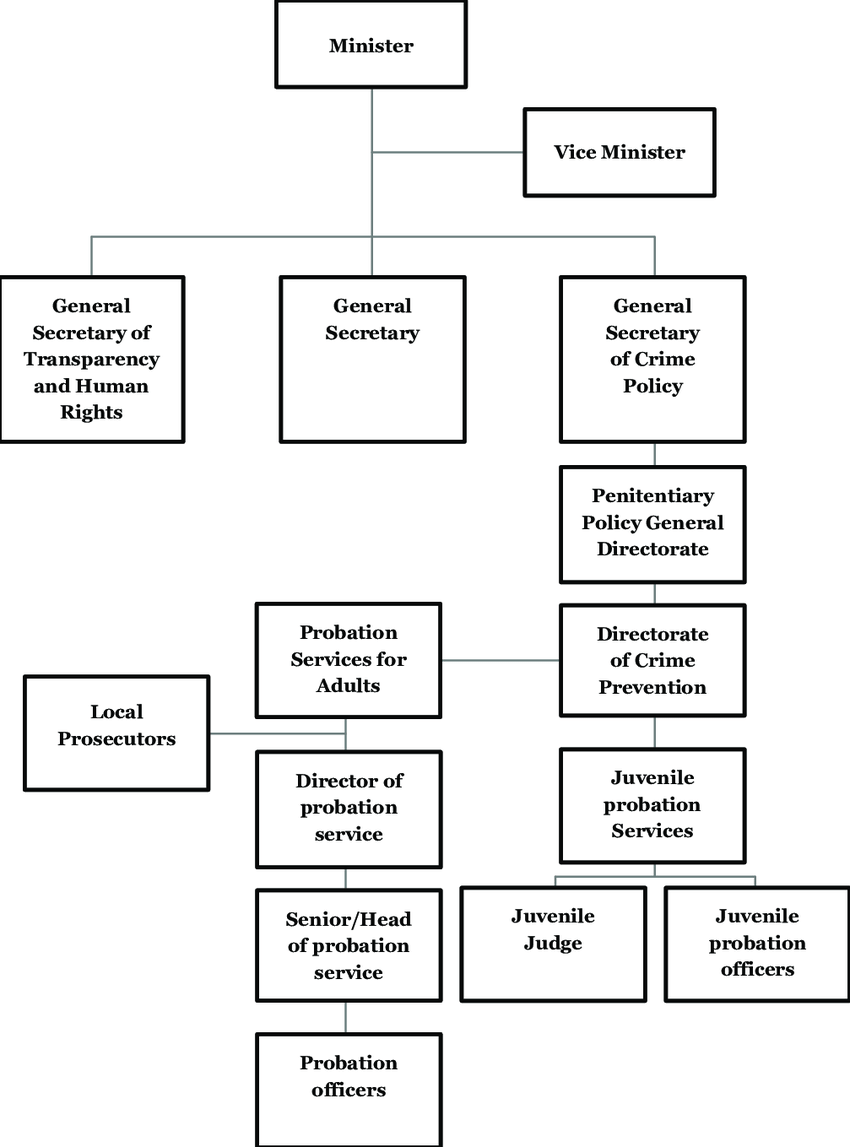 Minister
Vice Minister
General
Secretary of
Transparency
and Human
Rights
General
Secretary
General
Secretary
of Crime
Policy
Penitentiary
Policy General
Directorate
Probation
Services for
Adults
Directorate
of Crime
Prevention
Local
Prosecutors
Director of
probation
service
Juvenile
probation
Services
Senior/Head
of probation
service
Juvenile
Judge
Juvenile
probation
officers
Probation
officers